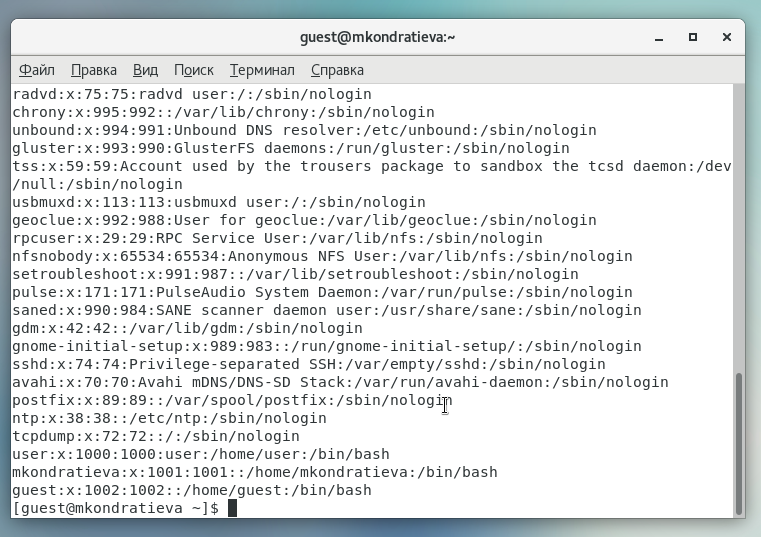 guest@mkondratieva:~
Файл Правка Вид Поиск Терминал Справка
radvd:x:75:75:radvd user:/:/sbin/nologin
chrony:x:995:992::/var/lib/chrony:/sbin/nologin
unbound:x:994:991:Unbound DNS resolver:/etc/unbound:/sbin/nologin
gluster:x:993:990:GlusterFS daemons:/run/gluster:/sbin/nologin
tss:x:59:59:Account used by the trousers package to sandbox the tcsd daemon:/dev
/null:/sbin/nologin
usbmuxd:x:113:113:usbmuxd user:/:/sbin/nologin
geoclue:x:992:988:User for geoclue:/var/lib/geoclue:/sbin/nologin
rpcuser:x:29:29:RPC Service User:/var/lib/nfs:/sbin/nologin
nfsnobody:x:65534:65534:Anonymous NFS User:/var/lib/nfs:/sbin/nologin
setroubleshoot:x:991:987::/var/lib/setroubleshoot:/sbin/nologin
pulse:x:171:171:PulseAudio System Daemon:/var/run/pulse:/sbin/nologin
saned:x:990:984:SANE scanner daemon user:/usr/share/sane:/sbin/nologin
gdm:x:42:42::/var/lib/gdm:/sbin/nologin
gnome-initial-setup:x:989:983::/run/gnome-initial-setup/:/sbin/nologin
sshd:x:74:74:Privilege-separated SSH:/var/empty/sshd:/sbin/nologin
avahi:x:70:70:Avahi mDNS/DNS-SD Stack:/var/run/avahi-daemon:/sbin/nologin
postfix:x:89:89::/var/spool/postfix:/sbin/nologin
ntp:x:38:38::/etc/ntp:/sbin/nologin
tcpdump:x:72:72::/:/sbin/nologin
user:x:1000:1000:user:/home/user:/bin/bash
mkondratieva:x:1001:1001::/home/mkondratieva:/bin/bash
guest:x:1002:1002::/home/guest:/bin/bash
[guest@mkondratieva ~]$